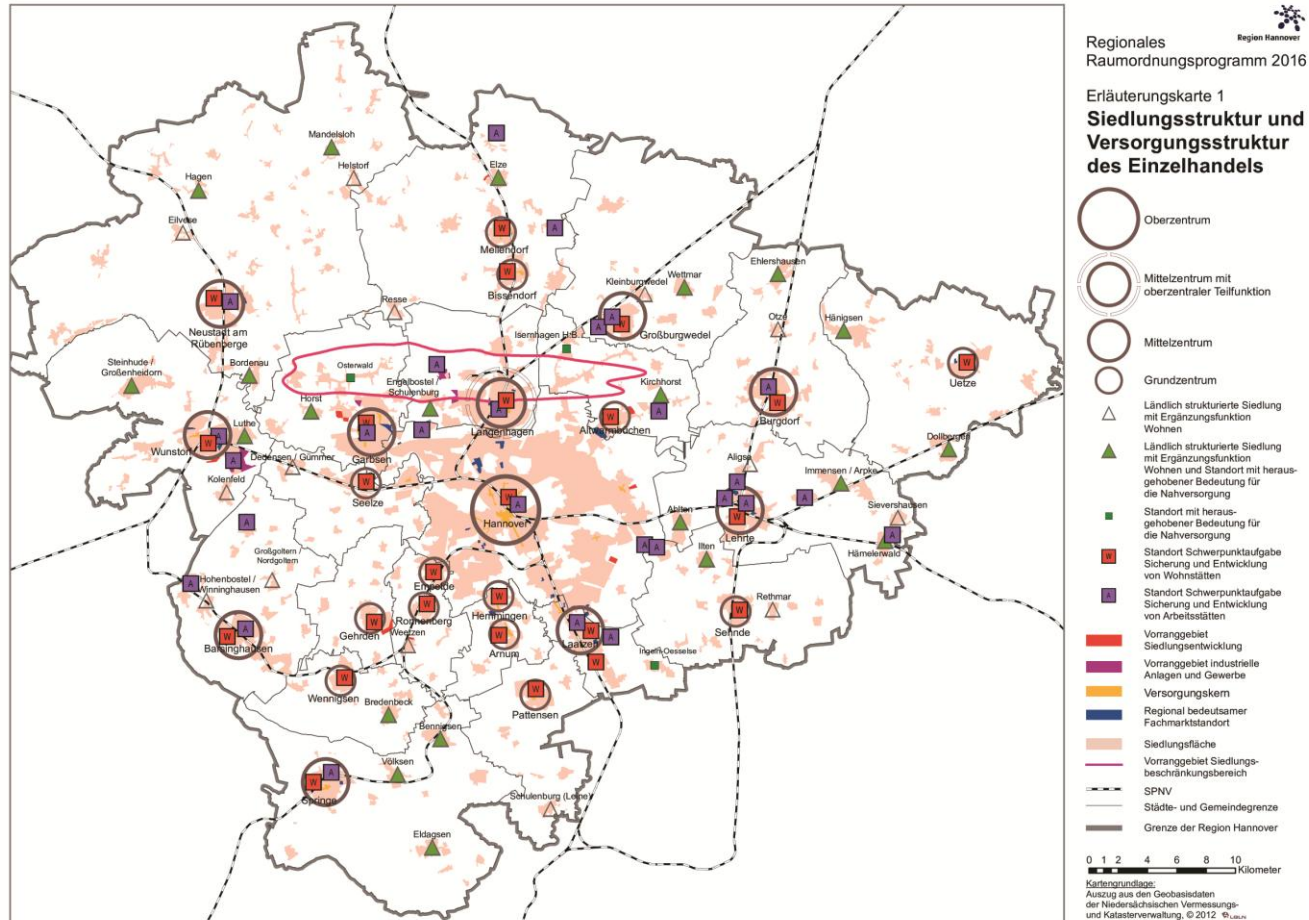 Region Hannover
Regionales
Raumordnungsprogramm 2016
Erläuterungskarte 1
Siedlungsstruktur und
Versorgungsstruktur
des Einzelhandels
Oberzentrum
Mittelzentrum mit
oberzentraler Teilfunktion
Mittelzentrum
Grundzentrum
Ländlich strukturierte Siedlung
mit Ergänzungsfunktion
Wohnen
Ländlich strukturierte Siedlung
mit Ergänzungsfunktion
Wohnen und Standort mit heraus-
gehobener Bedeutung für
die Nahversorgung
Standort mit heraus-
gehobener Bedeutung für
die Nahversorgung
W
Standort Schwerpunktaufgabe
Sicherung und Entwicklung
von Wohnstätten
A
Standort Schwerpunktaufgabe
Sicherung und Entwicklung
von Arbeitsstätten
Vorranggebiet
Siedlungsentwicklung
Vorranggebiet industrielle
Anlagen und Gewerbe
Versorgungskern
Regional bedeutsamer
Fachmarktstandort
Siedlungsfläche
Vorranggebiet Siedlungs-
beschränkungsbereich
SPNV
Städte- und Gemeindegrenze
Grenze der Region Hannover
0 1 2 4 6 8 10
Kilometer
Kartengrundlage:
Auszug aus den Geobasisdaten
der Niedersächsischen Vermessungs-
und Katasterverwaltung, © 2012
Mandelsloh
Helstorf
Hagen
Eilvese
Elze
Mellendorf
Bissendorf
Resse
Neustadt am
Rübenberge
Kleinburgwedel
Wettmar
Großburgwedel
Isernhagen H.B.
Ehlershausen
Otze
Hänigsen
Uetze
Steinhude /
Großenheidorn
Bordenau
Osterwald
Engelbostel /
Schulenburg
Horst
Langenhagen
Kirchhorst
Altwarmbüchen
Burgdorf
Wunstorf
Luthe
Garbsen
Dedensen / Gümmer
Kolenfeld
Seelze
Hannover
Dollbergen
Aligse
Immensen / Arpke
Sievershausen
Hämelerwald
Ahlten
Lehrte
Ilten
Großgoltern /
Nordgoltern
Hohenbostel /
Winninghausen
Empelde
Ronnenberg
Hemmingen
Gehrden
Weetzen
Arnum
Laatzen
Sehnde
Rethmar
Barsinghausen
Ingeln-Oesselse
Wennigsen
Pattensen
Bredenbeck
Bennigsen
Völksen
Springe
Schulenburg (Leine)
Eldagsen